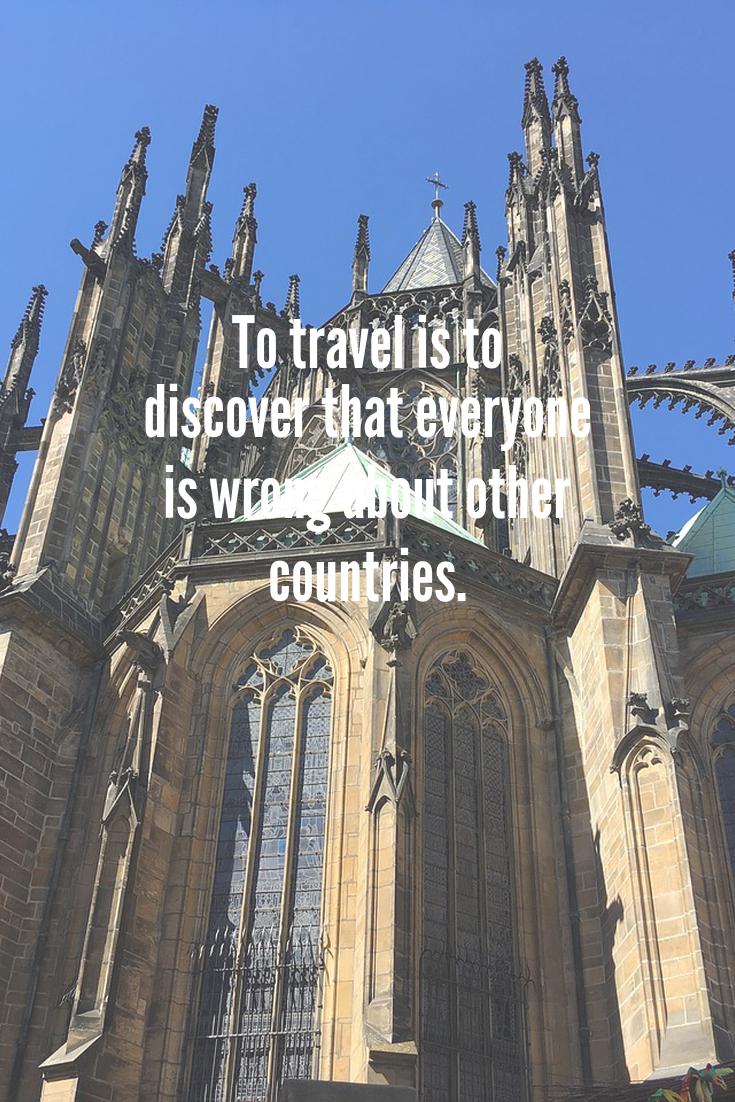 To travel is to
discover that everyone
is wrong about other
countries.